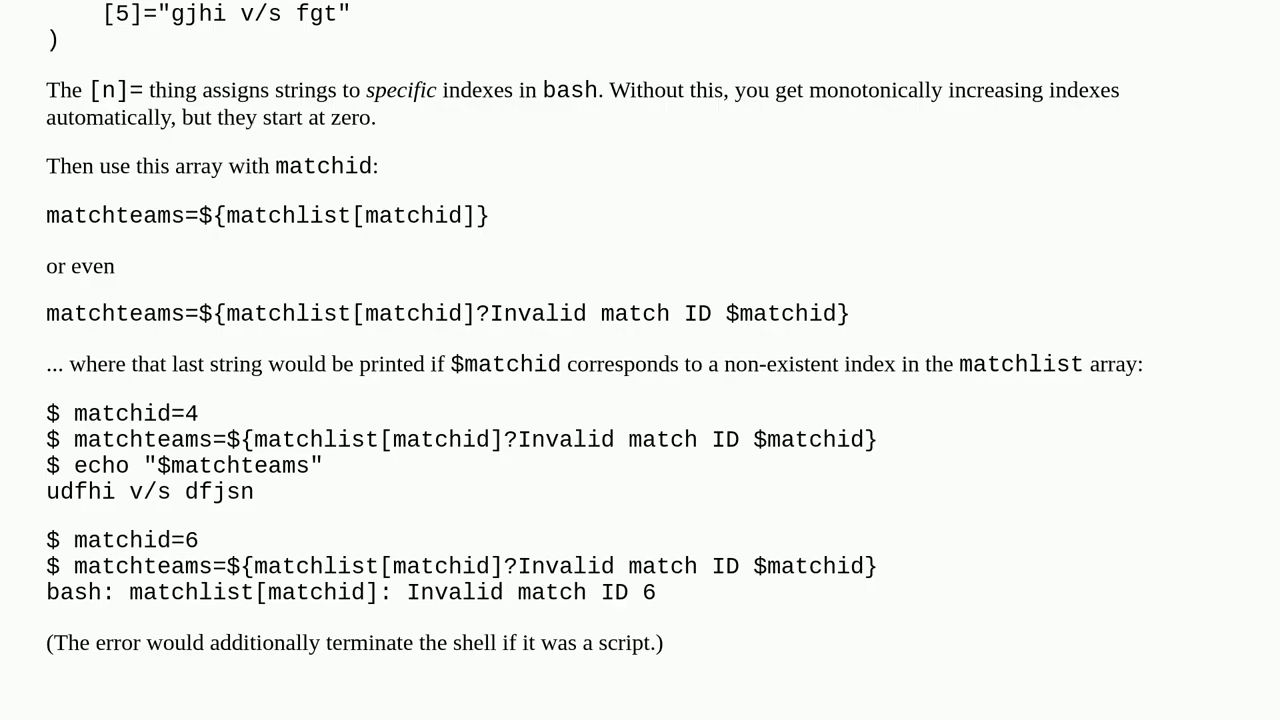 [5]="gjhi v/s fgt"
)
The [n]= thing assigns strings to specific indexes in bash. Without this, you get monotonically increasing indexes
automatically, but they start at zero.
Then use this array with matchid:
matchteams=${matchlist[matchid]}
or even
matchteams=${matchlist[matchid]?Invalid match ID $matchid}
... where that last string would be printed if $matchid corresponds to a non-existent index in the matchlist array:
$ matchid=4
$ matchteams=${matchlist[matchid]?Invalid match ID $matchid}
$ echo "$matchteams"
udfhi v/s dfjsn
$ matchid=6
$ matchteams=${matchlist[matchid]?Invalid match ID $matchid}
bash: matchlist[matchid]: Invalid match ID 6
(The error would additionally terminate the shell if it was a script.)